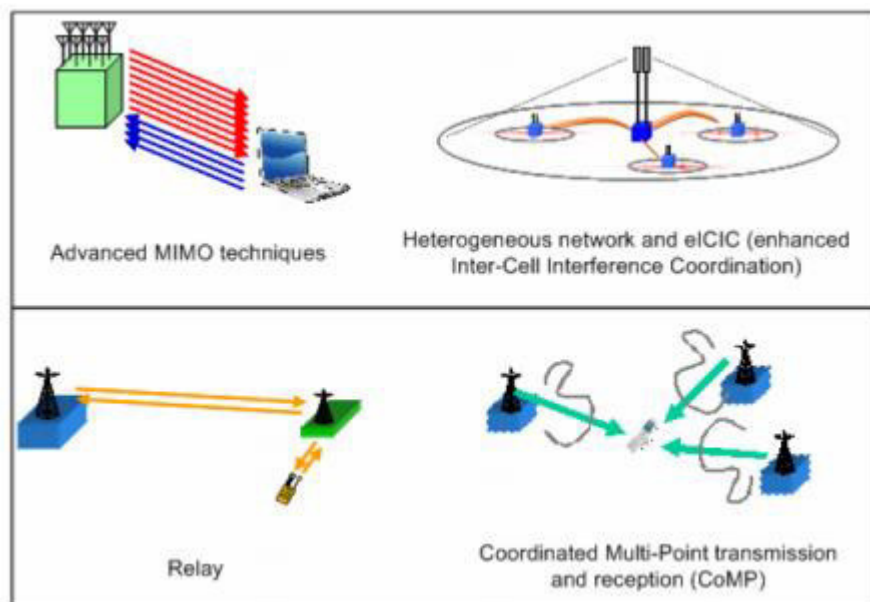 Advanced MIMO techniques
Heterogeneous network and eICIC (enhanced
Inter-Cell Interference Coordination)
Relay
Coordinated Multi-Point transmission
and reception (CoMP)